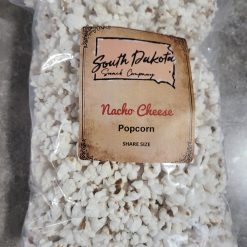 South Dakota
Snack Company
Nacho Cheese
Popcorn
SHARE SIZE